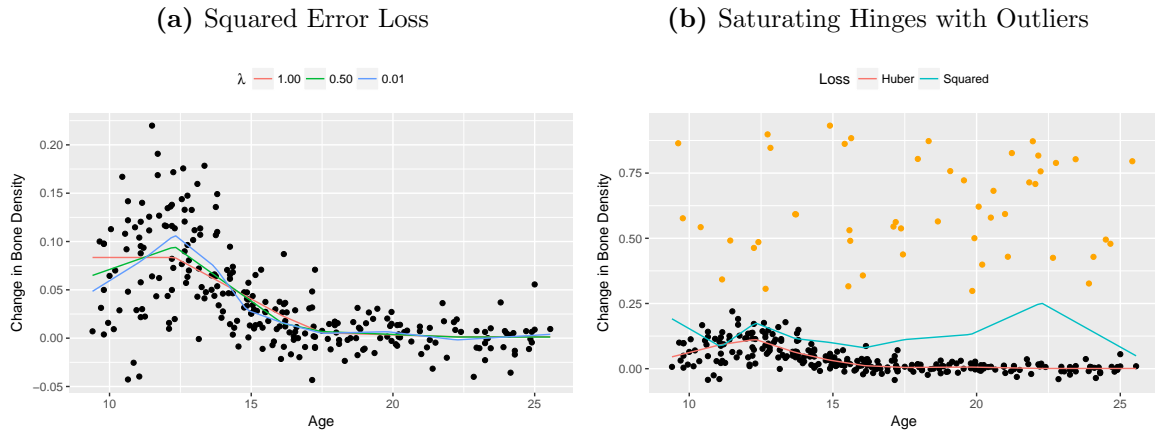 (a) Squared Error Loss
λ 1.00 0.50 0.01
0.20
0.15
0.10
0.05
0.00
−0.05
Change in Bone Density
10 15 20 25
Age
(b) Saturating Hinges with Outliers
Loss Huber Squared
0.75
0.50
0.25
0.00
Change in Bone Density
10 15 20 25
Age